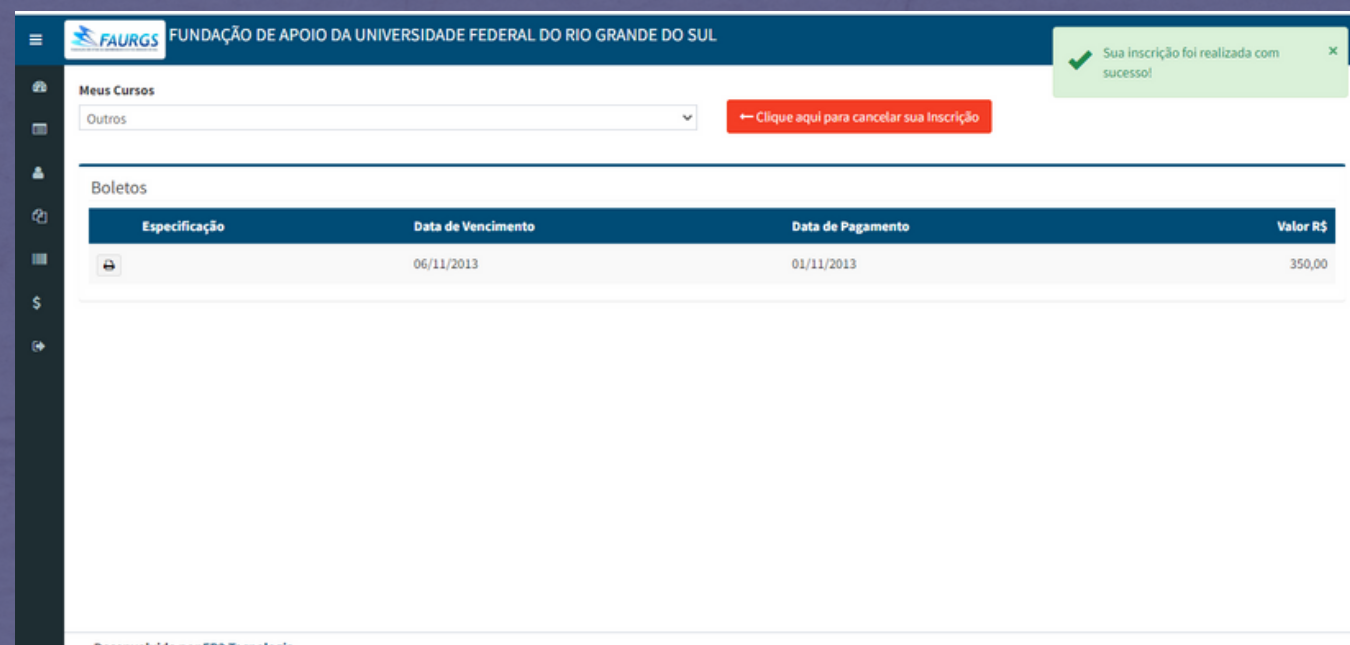 FAURGS
FUNDAÇÃO DE APOIO DA UNIVERSIDADE FEDERAL DO RIO GRANDE DO SUL
Sua inscrição foi realizada com
sucesso!
×
Meus Cursos
Outros
←Clique aqui para cancelar sua Inscrição
Boletos
Especificação Data de Vencimento Data de Pagamento Valor R$
06/11/2013 01/11/2013 350,00